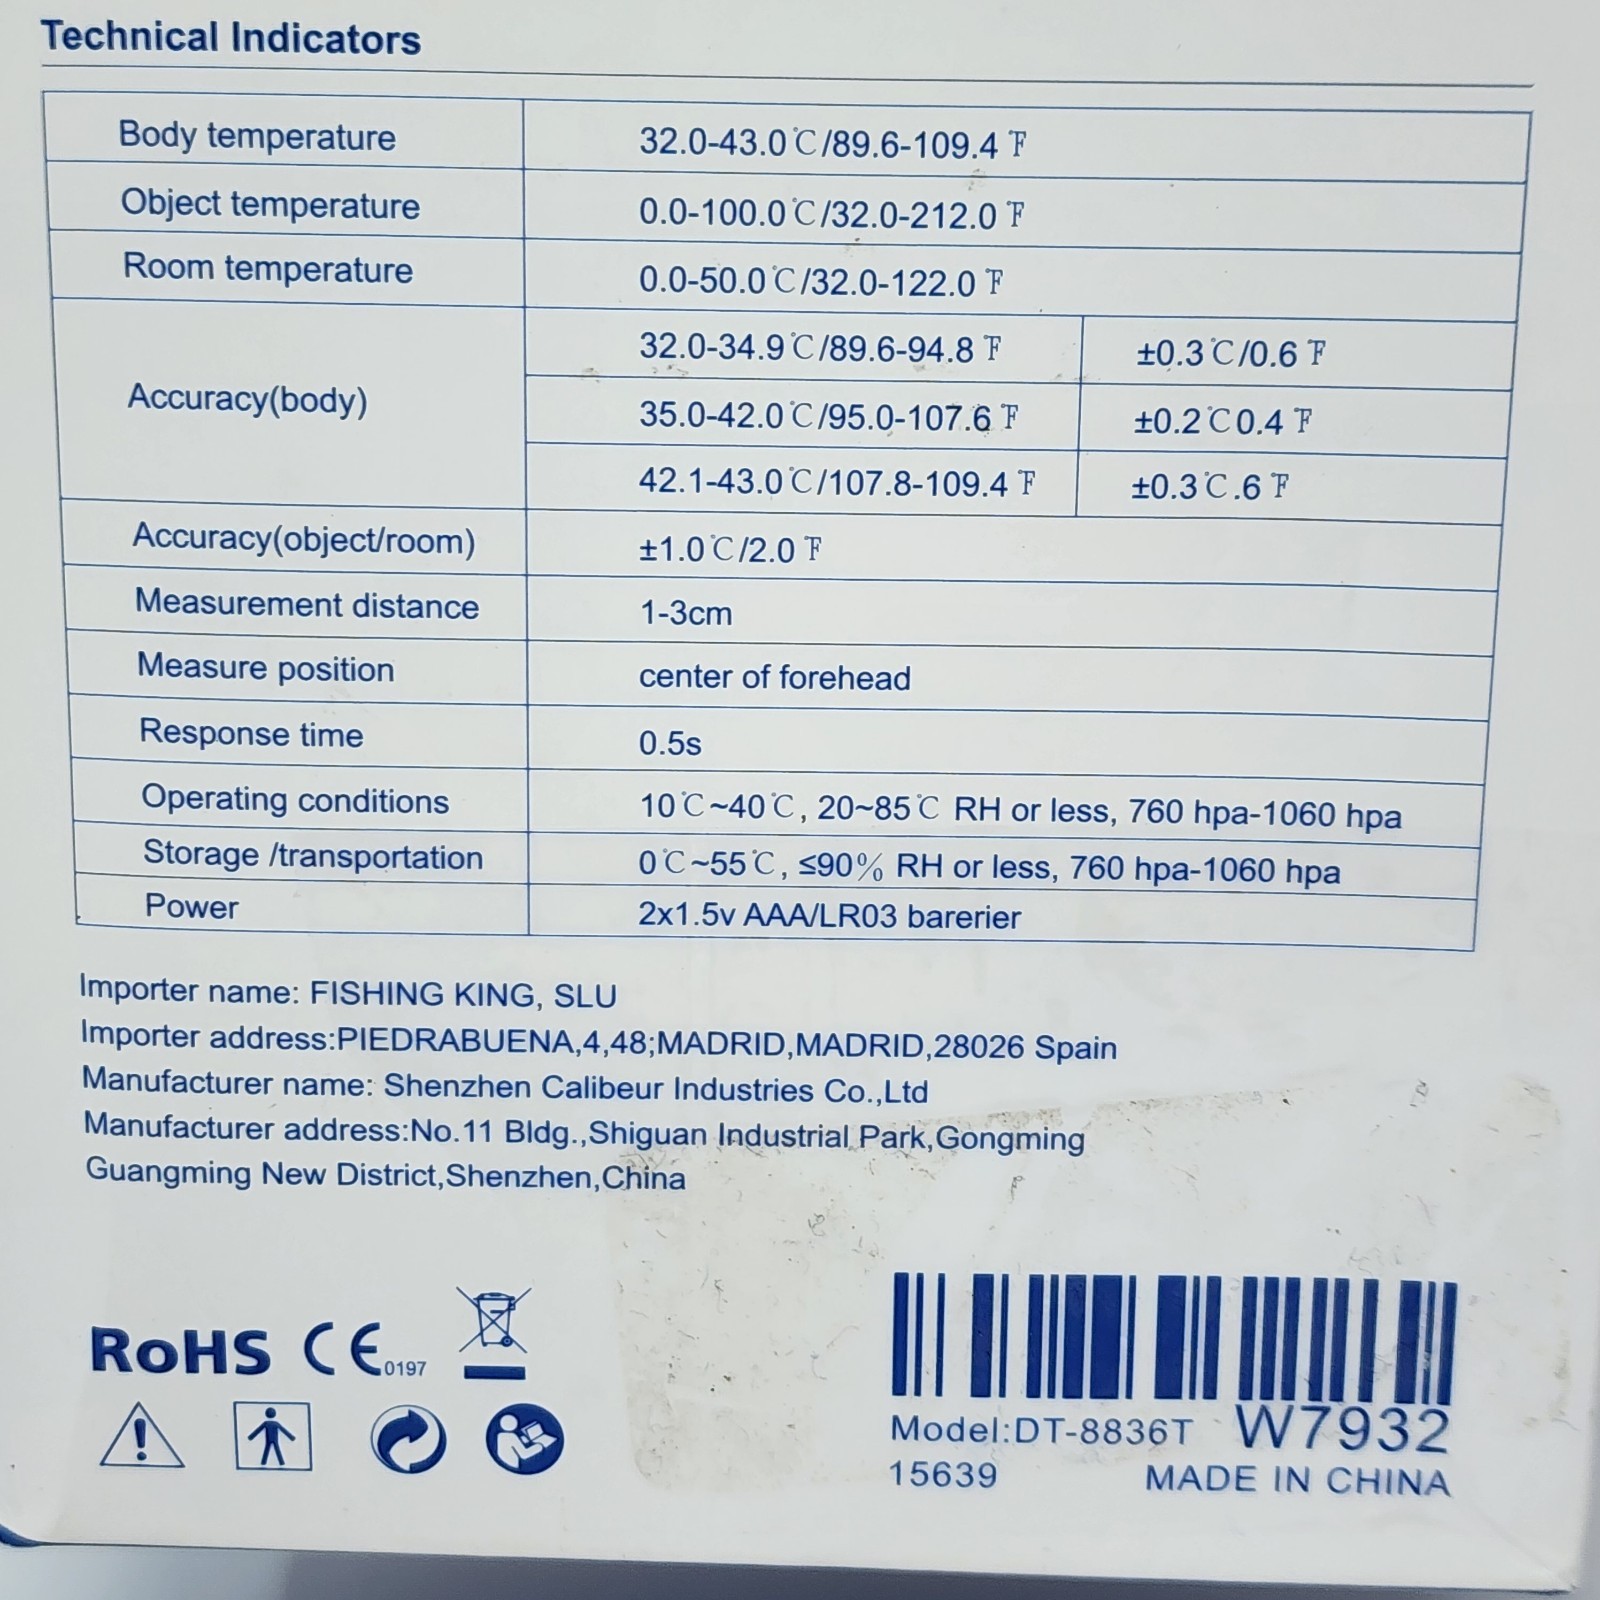 Technical Indicators
Body temperature 32.0-43.0℃/89.6-109.4℉
Object temperature 0.0-100.0℃/32.0-212.0℉
Room temperature 0.0-50.0℃/32.0-122.0℉
Accuracy(body)
32.0-34.9℃/89.6-94.8℉ ±0.3℃/0.6℉
35.0-42.0℃/95.0-107.6℉ ±0.2℃0.4℉
42.1-43.0℃/107.8-109.4℉ ±0.3℃.6℉
Accuracy(object/room) ±1.0℃/2.0℉
Measurement distance 1-3cm
Measure position center of forehead
Response time 0.5s
Operating conditions 10℃~40℃, 20~85℃ RH or less, 760 hpa-1060 hpa
Storage /transportation 0℃~55℃, ≤90% RH or less, 760 hpa-1060 hpa
Power 2x1.5v AAA/LR03 barerier
Importer name: FISHING KING, SLU
Importer address:PIEDRABUENA,4,48;MADRID,MADRID,28026 Spain
Manufacturer name: Shenzhen Calibeur Industries Co.,Ltd
Manufacturer address:No.11 Bldg.,Shiguan Industrial Park,Gongming
Guangming New District,Shenzhen,China
RoHS CE 0197
Model:DT-8836T W7932
15639 MADE IN CHINA